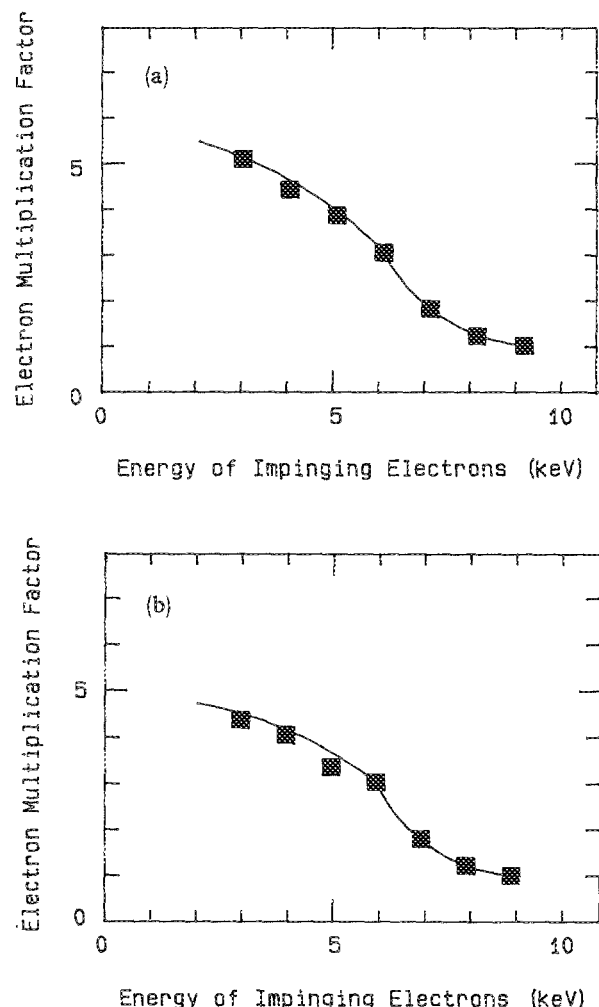 Electron Multiplication Factor
(a)
5
0
0 5 10
Energy of Impinging Electrons (keV)
Electron Multiplication Factor
(b)
5
0
0 5 10
Energy of Impinging Electrons (keV)